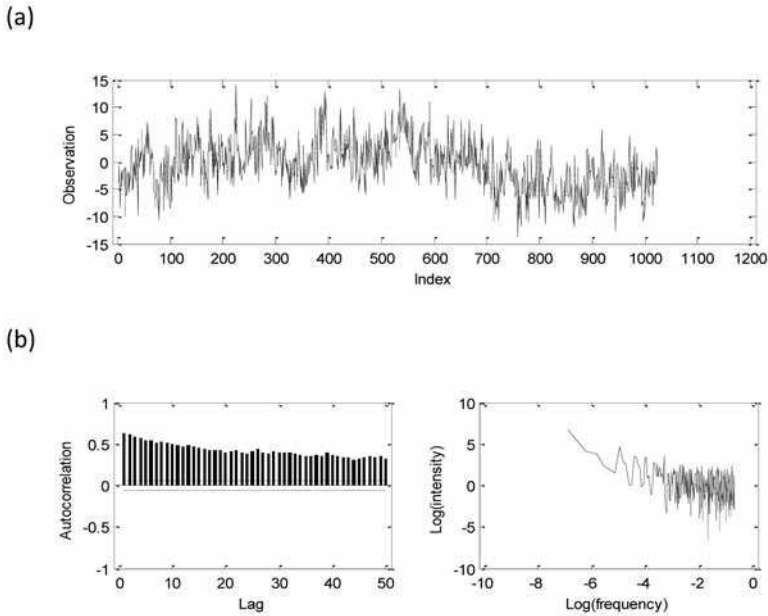 (a)
15
10
5
0
-5
-10
-15
Observation
0 100 200 300 400 500 600 700 800 900 1000 1100 1200
Index
(b)
1
0.5
0
-0.5
-1
Autocorrelation
0 10 20 30 40 50
Lag
10
5
0
-5
-10
Log(intensity)
-10 -8 -6 -4 -2 0
Log(frequency)